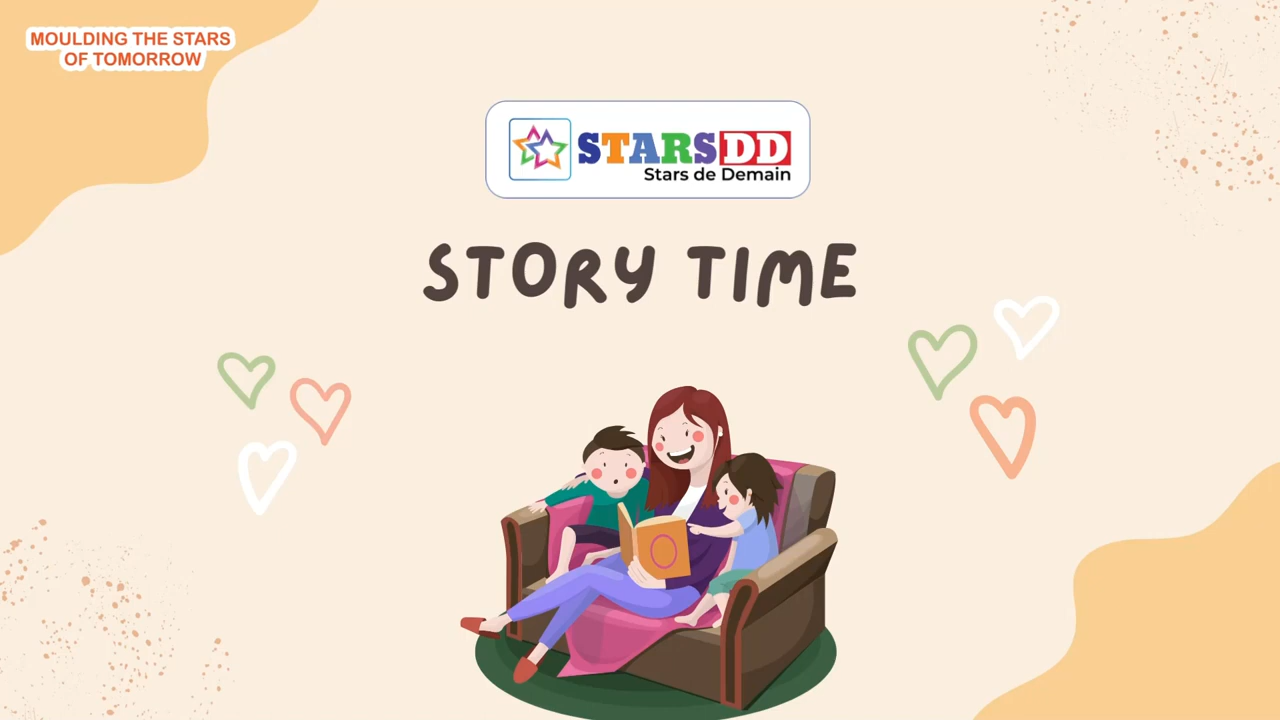 MOULDING THE STARS
OF TOMORROW
STARSDD
Stars de Demain
STORY TIME